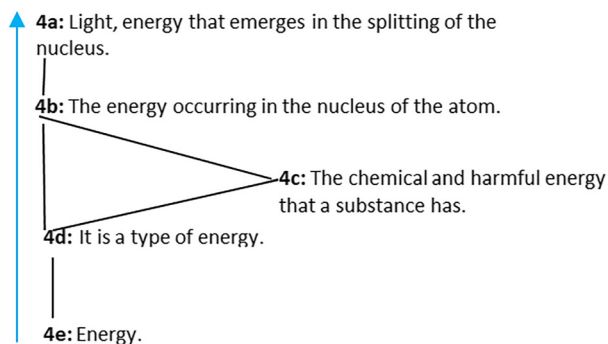 4a: Light, energy that emerges in the splitting of the
nucleus.
4b: The energy occurring in the nucleus of the atom.
4c: The chemical and harmful energy
that a substance has.
4d: It is a type of energy.
4e: Energy.